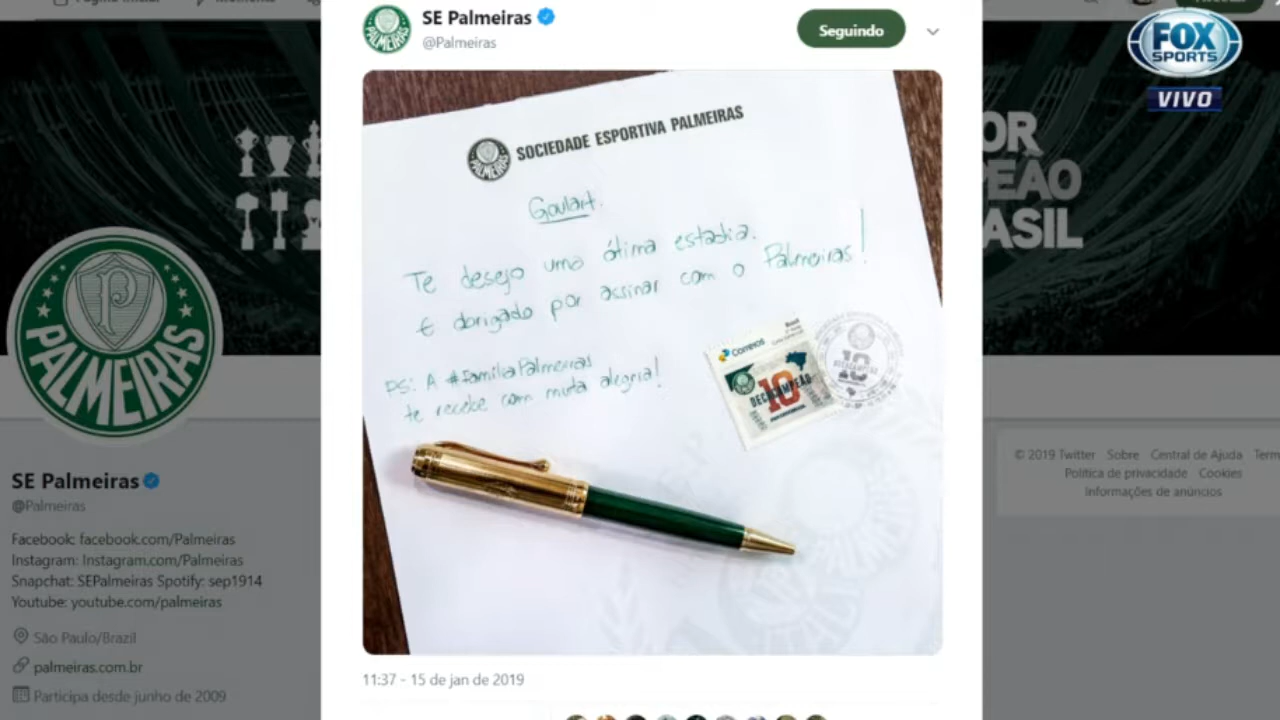 SE Palmeiras
@Palmeiras
Seguindo
FOX
SPORTS
VIVO
PALMEIRAS
SOCIEDADE ESPORTIVA PALMEIRAS
Goulart.
Te desejo uma ótima estadia.
E obrigado por assinar com o Palmeiras!
PS: A #FamíliaPalmeiras
te recebe com muita alegria!
Correios
Brasil
10
DECACAMPEÃO
11:37 - 15 de jan de 2019
PALMEIRAS
SE Palmeiras
@Palmeiras
Facebook: facebook.com/Palmeiras
Instagram: Instagram.com/Palmeiras
Snapchat: SEPalmeiras Spotify: sep1914
Youtube: youtube.com/palmeiras
São Paulo/Brazil
palmeiras.com.br
Participa desde junho de 2009
© 2019 Twitter Sobre Central de Ajuda Term
Política de privacidade Cookies
Informações de anúncios